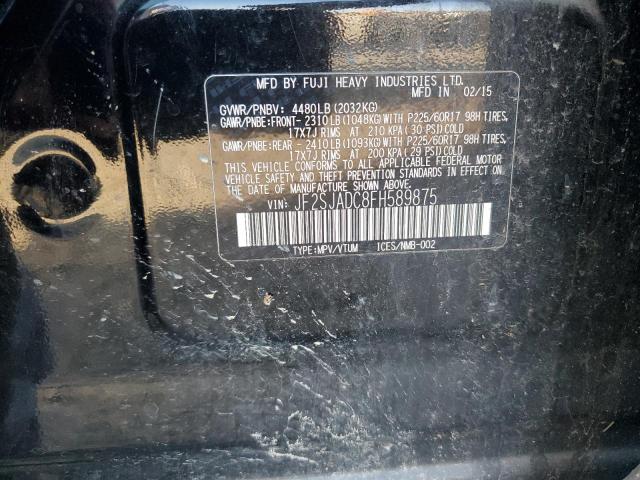 MFD BY FUJI HEAVY INDUSTRIES LTD.
MFD IN 02/15
GVWR/PNBV: 4480LB(2032KG)
GAWR/PNBE:FRONT- 2310LB(1048KG)WITH P225/60R17 98H TIRES,
17X7J RIMS AT 210 KPA( 30 PSI)COLD
GAWR/PNBE:REAR - 2410LB(1093KG)WITH P225/60R17 98H TIRES,
17X7J RIMS AT 200 KPA( 29 PSI)COLD
THIS VEHICLE CONFORMS TO ALL APPLICABLE FEDERAL MOTOR
VEHICLE SAFETY AND THEFT PREVENTION STANDARDS IN EFFECT
ON THE DATE OF MANUFACTURE SHOWN ABOVE.
VIN: JF2SJADC8FH589875
TYPE:MPV/VTUM ICES/NMB-002